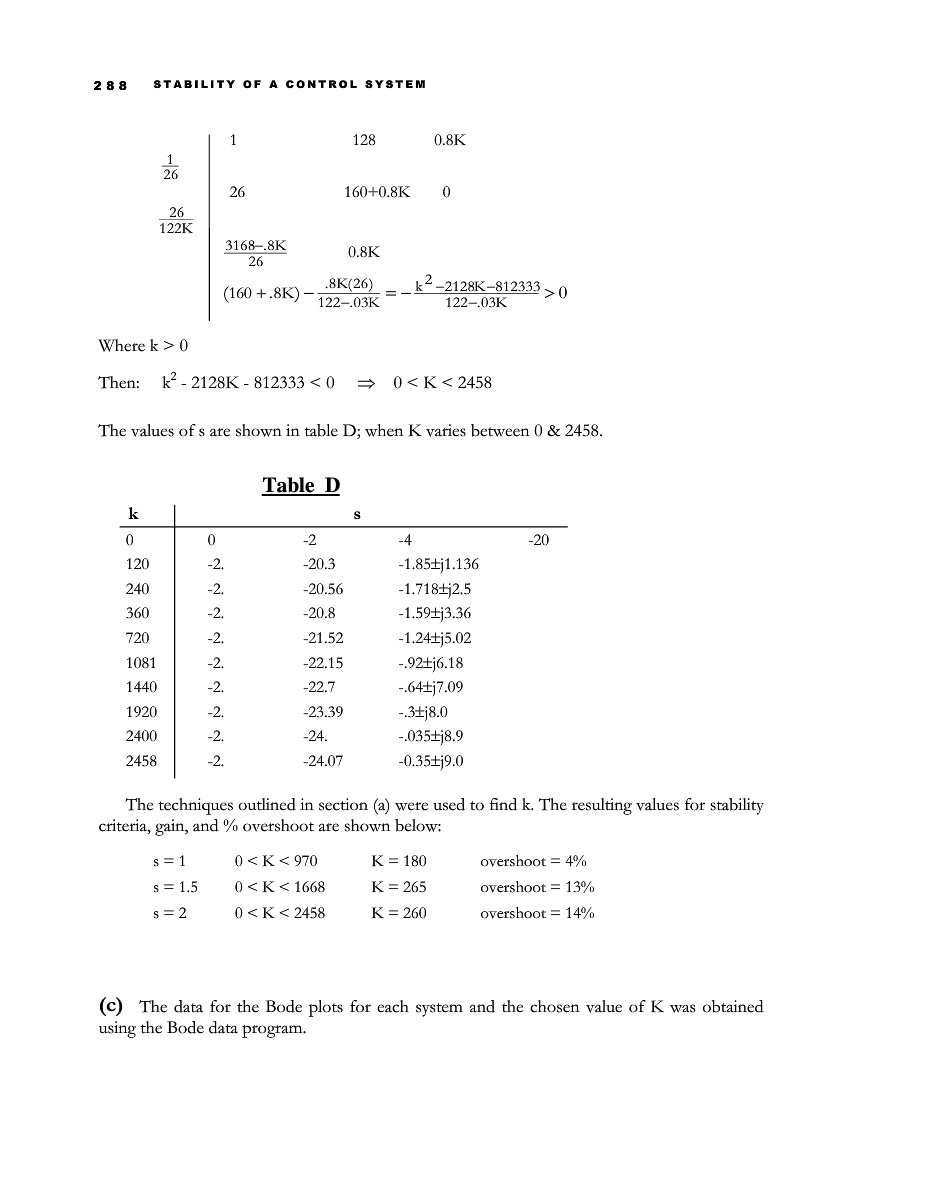 288 STABILITY OF A CONTROL SYSTEM
1 128 0.8K
1/26
26 160+0.8K 0
26/122K
3168–.8K/26 0.8K
(160 + .8K) – .8K(26)/122–.03K = – k² –2128K–812333/122–.03K > 0
Where k > 0
Then: k² - 2128K - 812333 < 0 ⇒ 0 < K < 2458
The values of s are shown in table D; when K varies between 0 & 2458.
Table D
k s
0 0 -2 -4 -20
120 -2. -20.3 -1.85±j1.136
240 -2. -20.56 -1.718±j2.5
360 -2. -20.8 -1.59±j3.36
720 -2. -21.52 -1.24±j5.02
1081 -2. -22.15 -.92±j6.18
1440 -2. -22.7 -.64±j7.09
1920 -2. -23.39 -.3±j8.0
2400 -2. -24. -.035±j8.9
2458 -2. -24.07 -0.35±j9.0
The techniques outlined in section (a) were used to find k. The resulting values for stability
criteria, gain, and % overshoot are shown below:
s = 1 0 < K < 970 K = 180 overshoot = 4%
s = 1.5 0 < K < 1668 K = 265 overshoot = 13%
s = 2 0 < K < 2458 K = 260 overshoot = 14%
(c) The data for the Bode plots for each system and the chosen value of K was obtained
using the Bode data program.